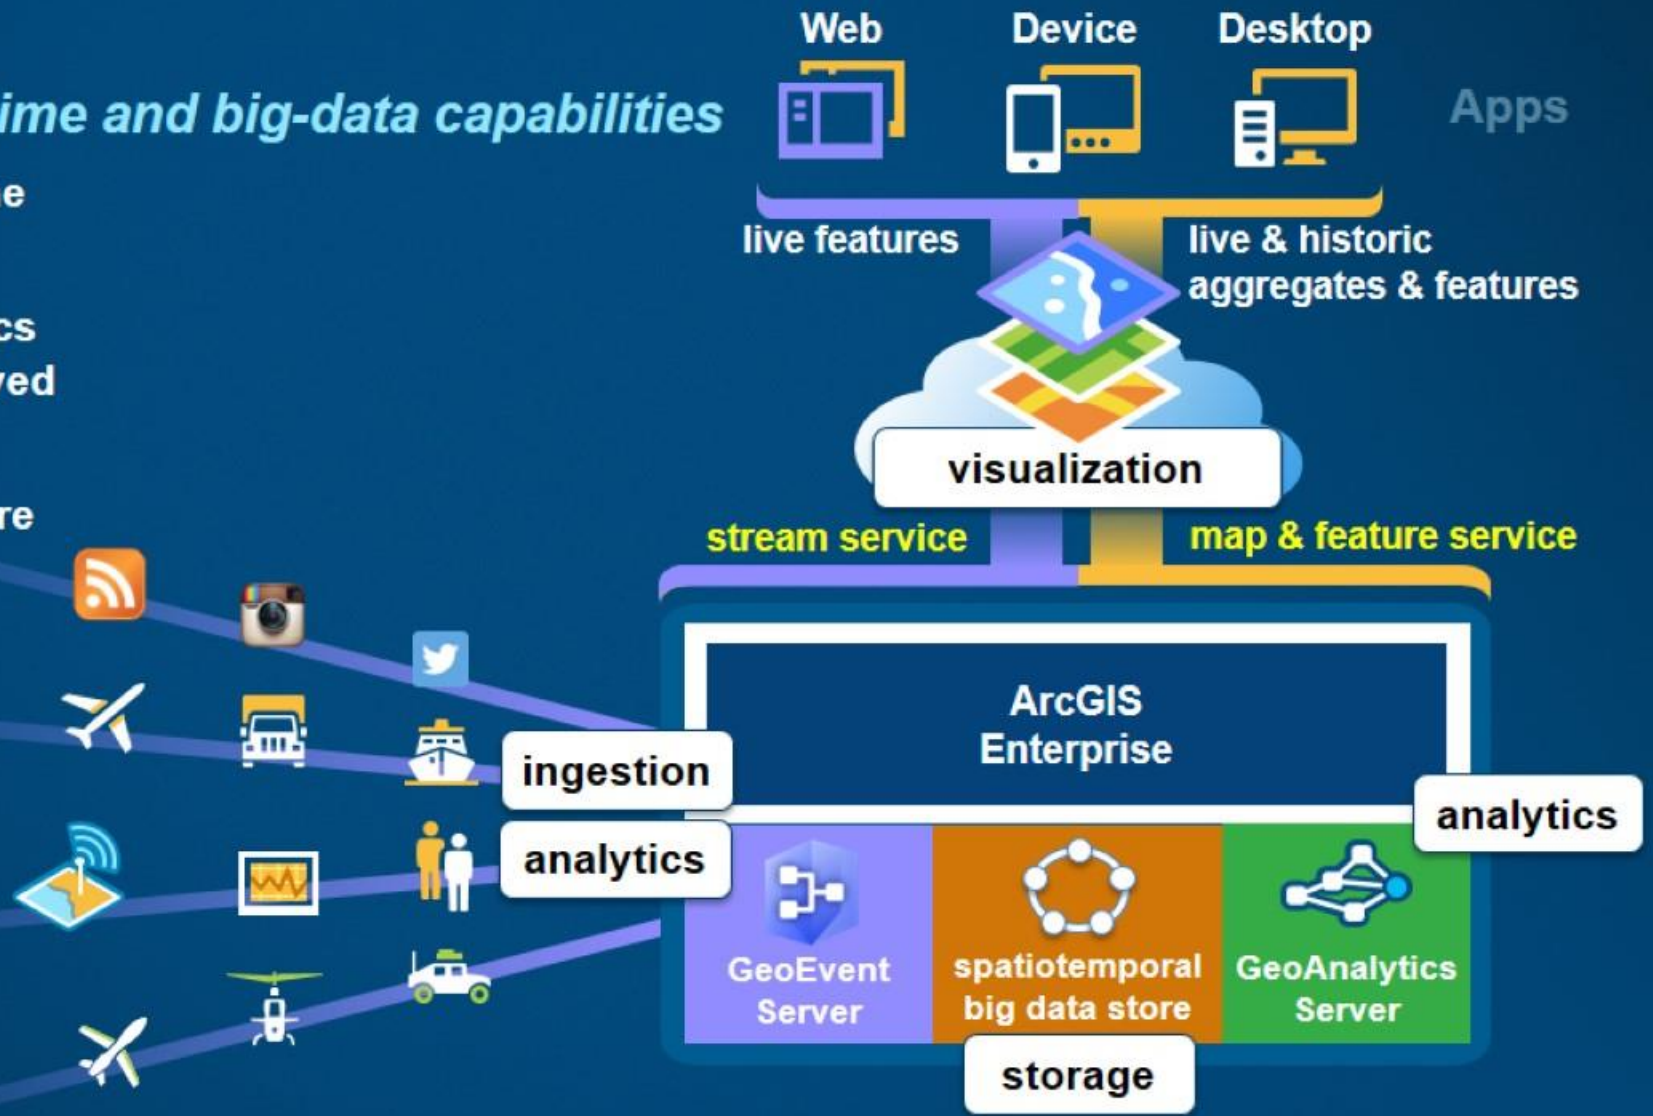 Web
Device
Desktop
Apps
ime and big-data capabilities
e
cs
ved
re
live features
live & historic
aggregates & features
visualization
stream service
map & feature service
ArcGIS
Enterprise
ingestion
analytics
analytics
GeoEvent
Server
spatiotemporal
big data store
GeoAnalytics
Server
storage